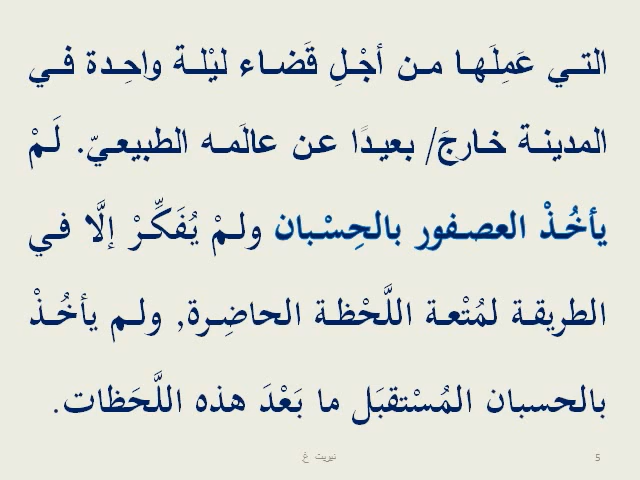 التي عَمِلَها من أجْلِ قَضاء ليْلة واحِدة في
المدينة خارجَ/ بعيدًا عن عالَمه الطبيعيّ. لَمْ
يأخُذْ العصفور بالحِسْبان ولمْ يُفَكِّرْ إلَّا في
الطريقة لمُتْعة اللَّحْظة الحاضِرة, ولم يأخُذْ
بالحسبان المُسْتقبَل ما بَعْدَ هذه اللَّحَظات.
نيريت غ
5